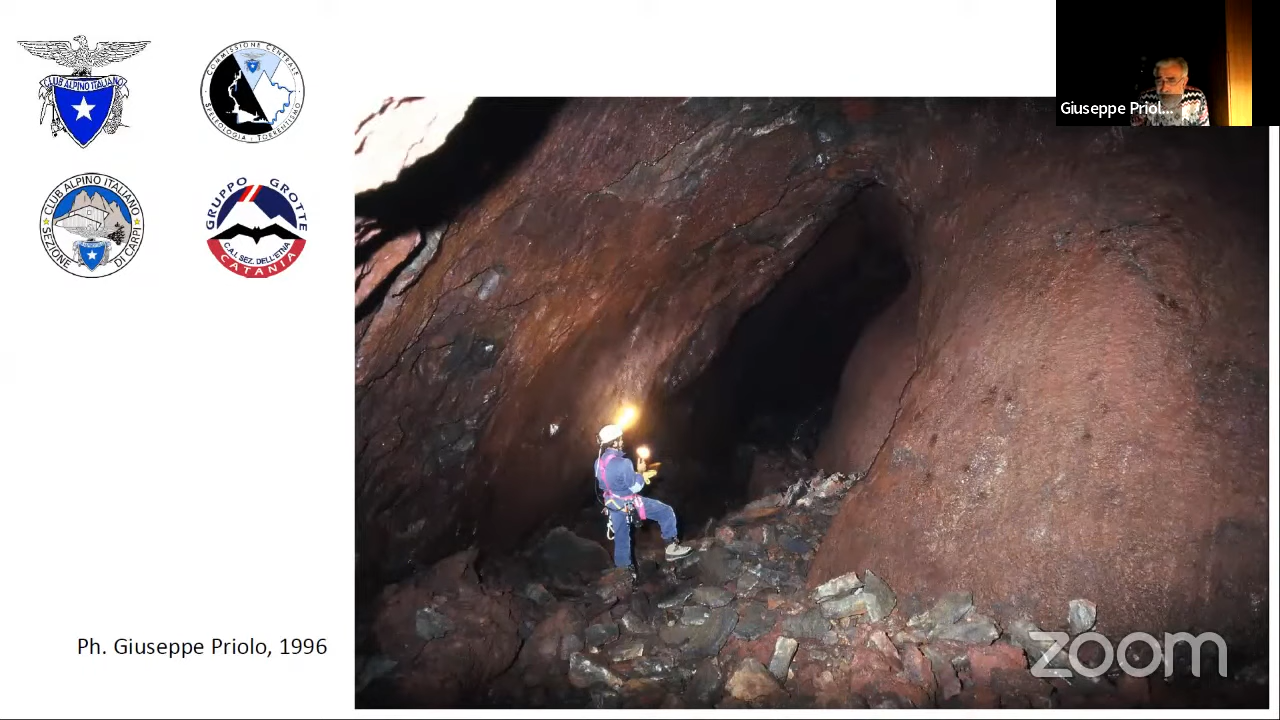 CLUB ALPINO ITALIANO
COMMISSIONE CENTRALE
SPELEOLOGIA - TORRENTISMO
CLUB ALPINO ITALIANO
SEZIONE DI CARPI
GRUPPO GROTTE
C.A.I. SEZ. DELL'ETNA
CATANIA
Giuseppe Priol...
Ph. Giuseppe Priolo, 1996
zoom